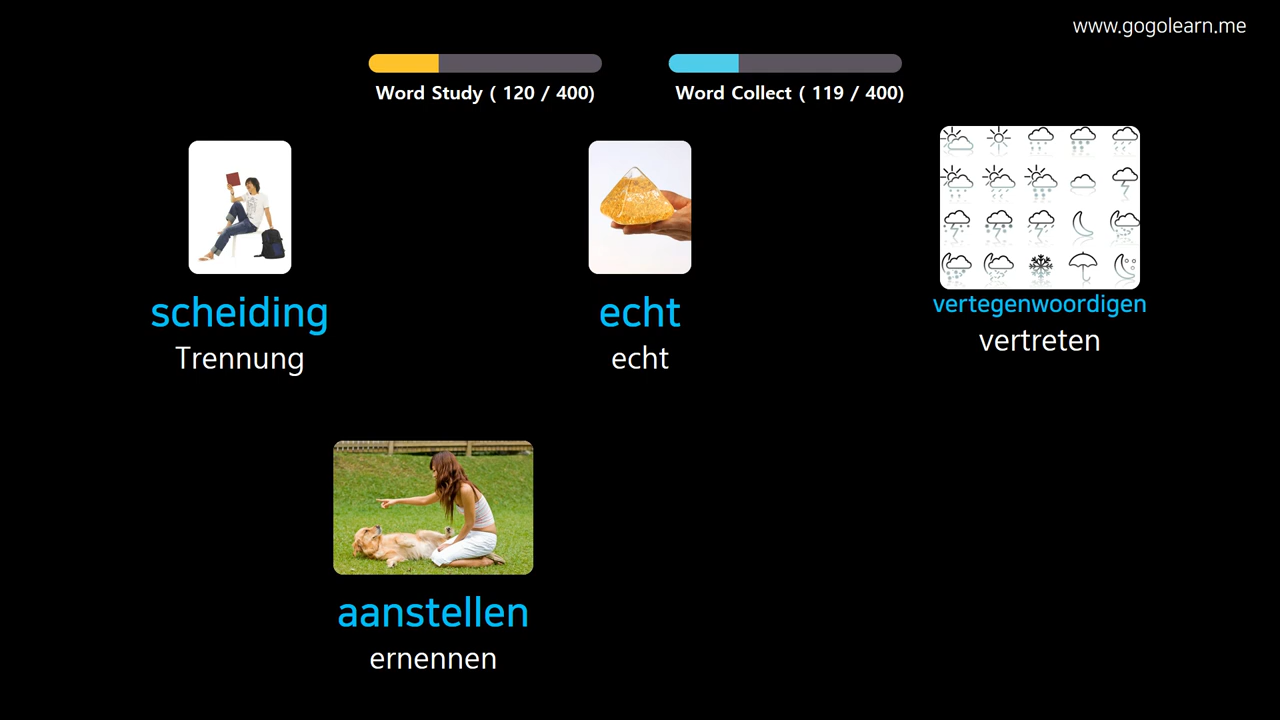 www.gogolearn.me
Word Study ( 120 / 400)
Word Collect ( 119 / 400)
scheiding
Trennung
echt
echt
vertegenwoordigen
vertreten
aanstellen
ernennen